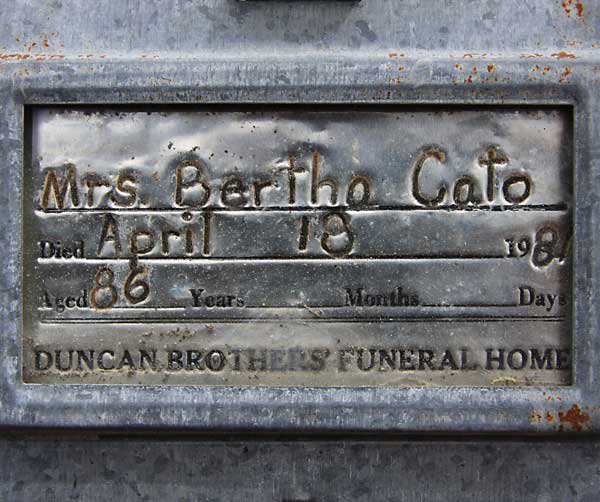 Mrs. Bertha Cato
Died April 18 1981
Aged 86 Years Months Days
DUNCAN BROTHERS' FUNERAL HOME